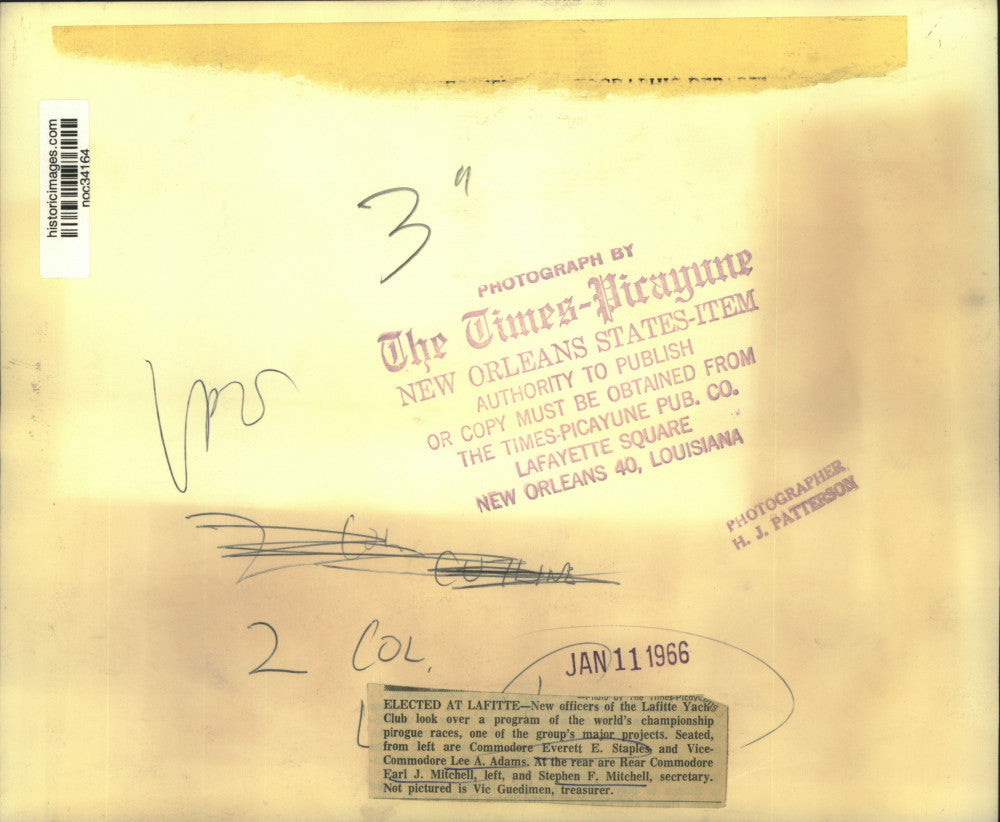 historicimages.com
noc34164
3"
PHOTOGRAPH BY
The Times-Picayune
NEW ORLEANS STATES-ITEM
AUTHORITY TO PUBLISH
OR COPY MUST BE OBTAINED FROM
THE TIMES-PICAYUNE PUB. CO.
LAFAYETTE SQUARE
NEW ORLEANS 40, LOUISIANA
PHOTOGRAPHER
H. J. PATTERSON
2 COL.
JAN 11 1966
—Photo by The Times-Picayune
ELECTED AT LAFITTE—New officers of the Lafitte Yacht
Club look over a program of the world's championship
pirogue races, one of the group's major projects. Seated,
from left are Commodore Everett E. Staples and Vice-
Commodore Lee A. Adams. At the rear are Rear Commodore
Earl J. Mitchell, left, and Stephen F. Mitchell, secretary.
Not pictured is Vic Guedimen, treasurer.